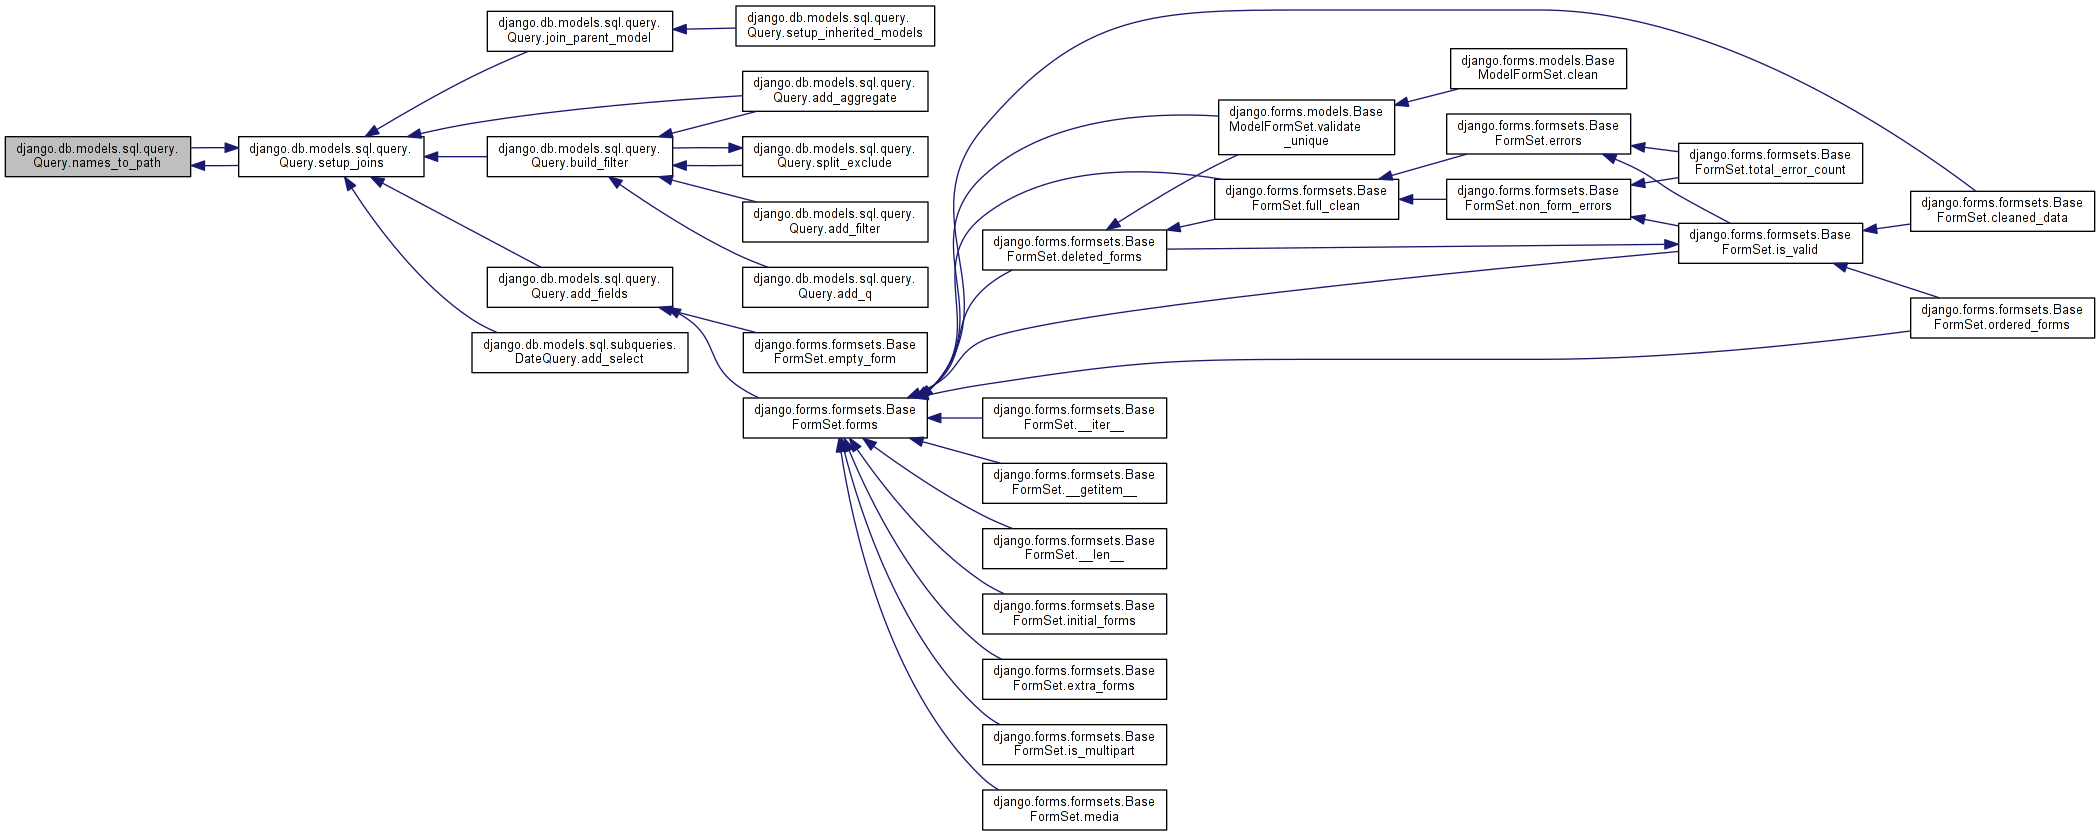 django.db.models.sql.query.
Query.names_to_path
django.db.models.sql.query.
Query.setup_joins
django.db.models.sql.query.
Query.join_parent_model
django.db.models.sql.query.
Query.setup_inherited_models
django.db.models.sql.query.
Query.add_aggregate
django.db.models.sql.query.
Query.build_filter
django.db.models.sql.query.
Query.split_exclude
django.db.models.sql.query.
Query.add_filter
django.db.models.sql.query.
Query.add_q
django.db.models.sql.query.
Query.add_fields
django.db.models.sql.subqueries.
DateQuery.add_select
django.forms.formsets.Base
FormSet.empty_form
django.forms.formsets.Base
FormSet.forms
django.forms.formsets.Base
FormSet.deleted_forms
django.forms.models.Base
ModelFormSet.validate
_unique
django.forms.models.Base
ModelFormSet.clean
django.forms.formsets.Base
FormSet.full_clean
django.forms.formsets.Base
FormSet.errors
django.forms.formsets.Base
FormSet.non_form_errors
django.forms.formsets.Base
FormSet.total_error_count
django.forms.formsets.Base
FormSet.is_valid
django.forms.formsets.Base
FormSet.cleaned_data
django.forms.formsets.Base
FormSet.ordered_forms
django.forms.formsets.Base
FormSet.__iter__
django.forms.formsets.Base
FormSet.__getitem__
django.forms.formsets.Base
FormSet.__len__
django.forms.formsets.Base
FormSet.initial_forms
django.forms.formsets.Base
FormSet.extra_forms
django.forms.formsets.Base
FormSet.is_multipart
django.forms.formsets.Base
FormSet.media